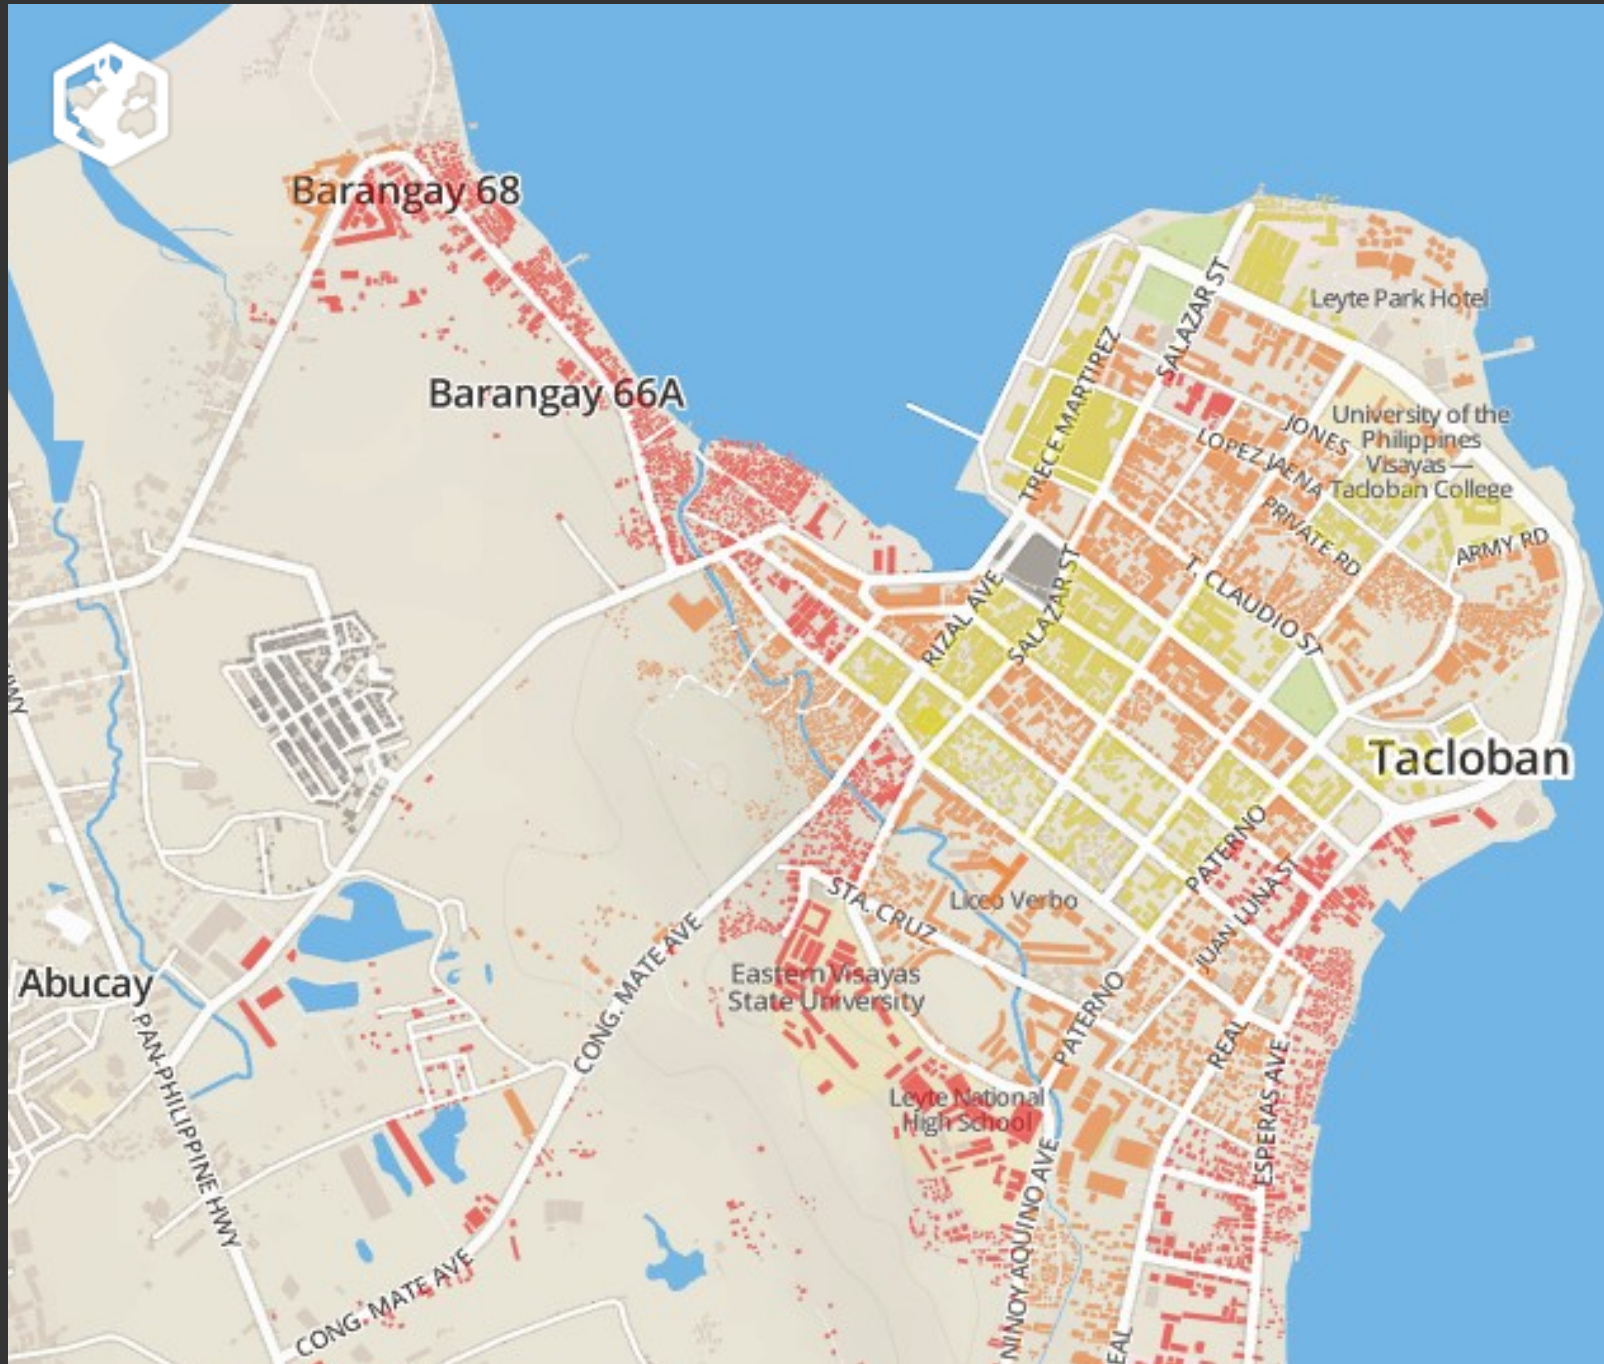 Barangay 68
SALAZAR ST
Leyte Park Hotel
Barangay 66A
TRECE MARTIREZ
JONES
University of the
Philippines
Visayas —
Tacloban College
LOPEZ JAENA
PRIVATE RD
ARMY RD
T. CLAUDIO ST
RIZAL AVE
SALAZAR ST
HWY
Tacloban
PATERNO
JUAN LUNA ST
Liceo Verbo
STA. CRUZ
CONG. MATE AVE
Eastern Visayas
State University
Abucay
PATERNO
REAL
PAN-PHILIPPINE HWY
Leyte National
High School
ESPERAS AVE
NINOY AQUINO AVE
CONG. MATE AVE
EAL